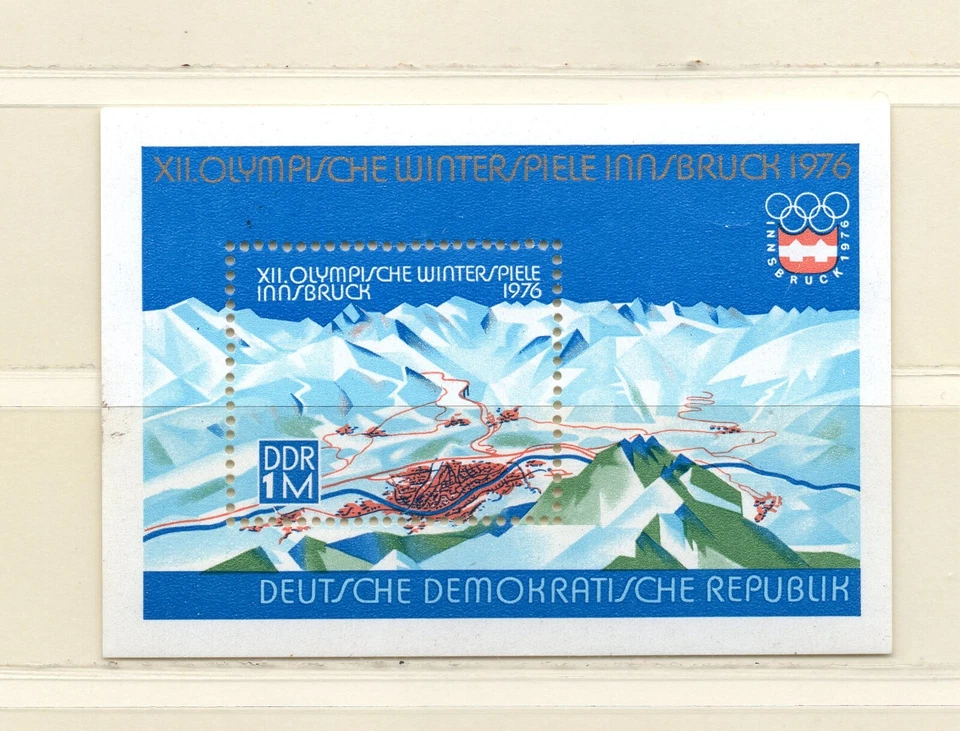 XII. OLYMPISCHE WINTERSPIELE INNSBRUCK 1976
INNSBRUCK 1976
XII. OLYMPISCHE WINTERSPIELE
INNSBRUCK 1976
DDR
1M
DEUTSCHE DEMOKRATISCHE REPUBLIK